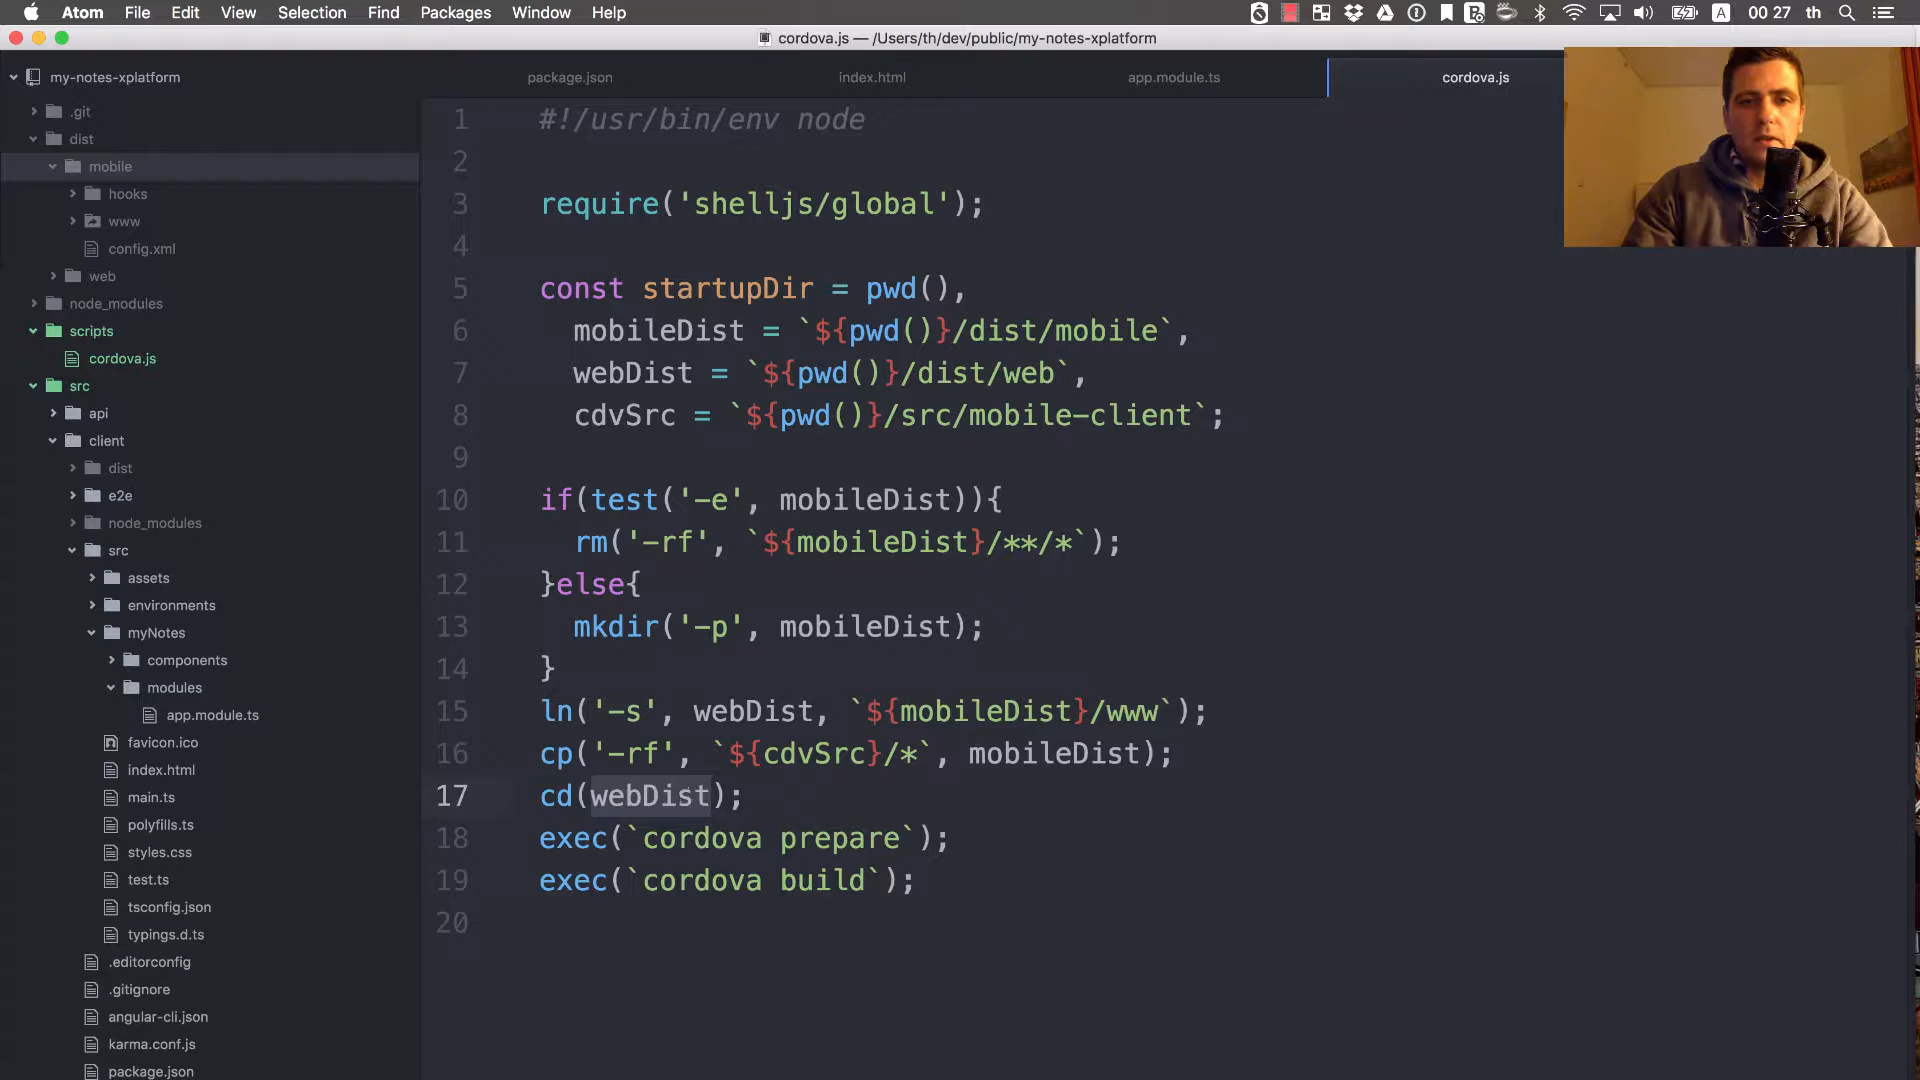 Atom File Edit View Selection Find Packages Window Help 00 27 th
cordova.js — /Users/th/dev/public/my-notes-xplatform
my-notes-xplatform
package.json index.html app.module.ts cordova.js
.git
dist
mobile
hooks
www
config.xml
web
node_modules
scripts
cordova.js
src
api
client
dist
e2e
node_modules
src
assets
environments
myNotes
components
modules
app.module.ts
favicon.ico
index.html
main.ts
polyfills.ts
styles.css
test.ts
tsconfig.json
typings.d.ts
.editorconfig
.gitignore
angular-cli.json
karma.conf.js
package.json
1 #!/usr/bin/env node
2
3 require('shelljs/global');
4
5 const startupDir = pwd(),
6 mobileDist = `${pwd()}/dist/mobile`,
7 webDist = `${pwd()}/dist/web`,
8 cdvSrc = `${pwd()}/src/mobile-client`;
9
10 if(test('-e', mobileDist)){
11 rm('-rf', `${mobileDist}/**/*`);
12 }else{
13 mkdir('-p', mobileDist);
14 }
15 ln('-s', webDist, `${mobileDist}/www`);
16 cp('-rf', `${cdvSrc}/*`, mobileDist);
17 cd(webDist);
18 exec(`cordova prepare`);
19 exec(`cordova build`);
20